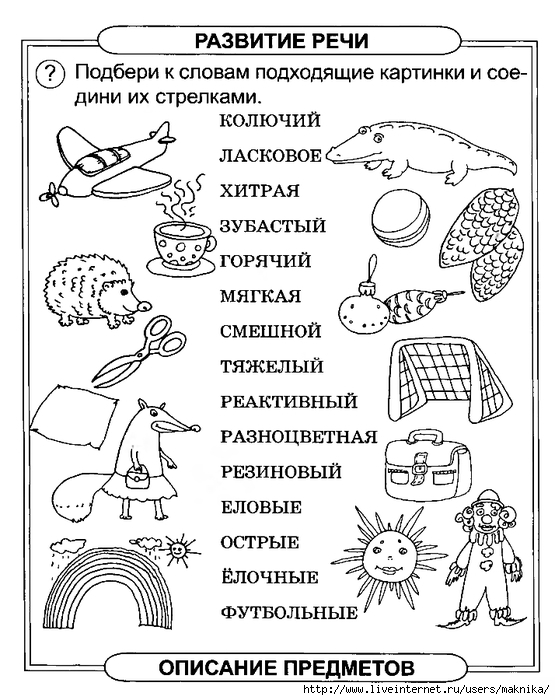 РАЗВИТИЕ РЕЧИ
? Подбери к словам подходящие картинки и сое-
дини их стрелками.
КОЛЮЧИЙ
ЛАСКОВОЕ
ХИТРАЯ
ЗУБАСТЫЙ
ГОРЯЧИЙ
МЯГКАЯ
СМЕШНОЙ
ТЯЖЕЛЫЙ
РЕАКТИВНЫЙ
РАЗНОЦВЕТНАЯ
РЕЗИНОВЫЙ
ЕЛОВЫЕ
ОСТРЫЕ
ЁЛОЧНЫЕ
ФУТБОЛЬНЫЕ
ОПИСАНИЕ ПРЕДМЕТОВ
http://www.liveinternet.ru/users/maknika/